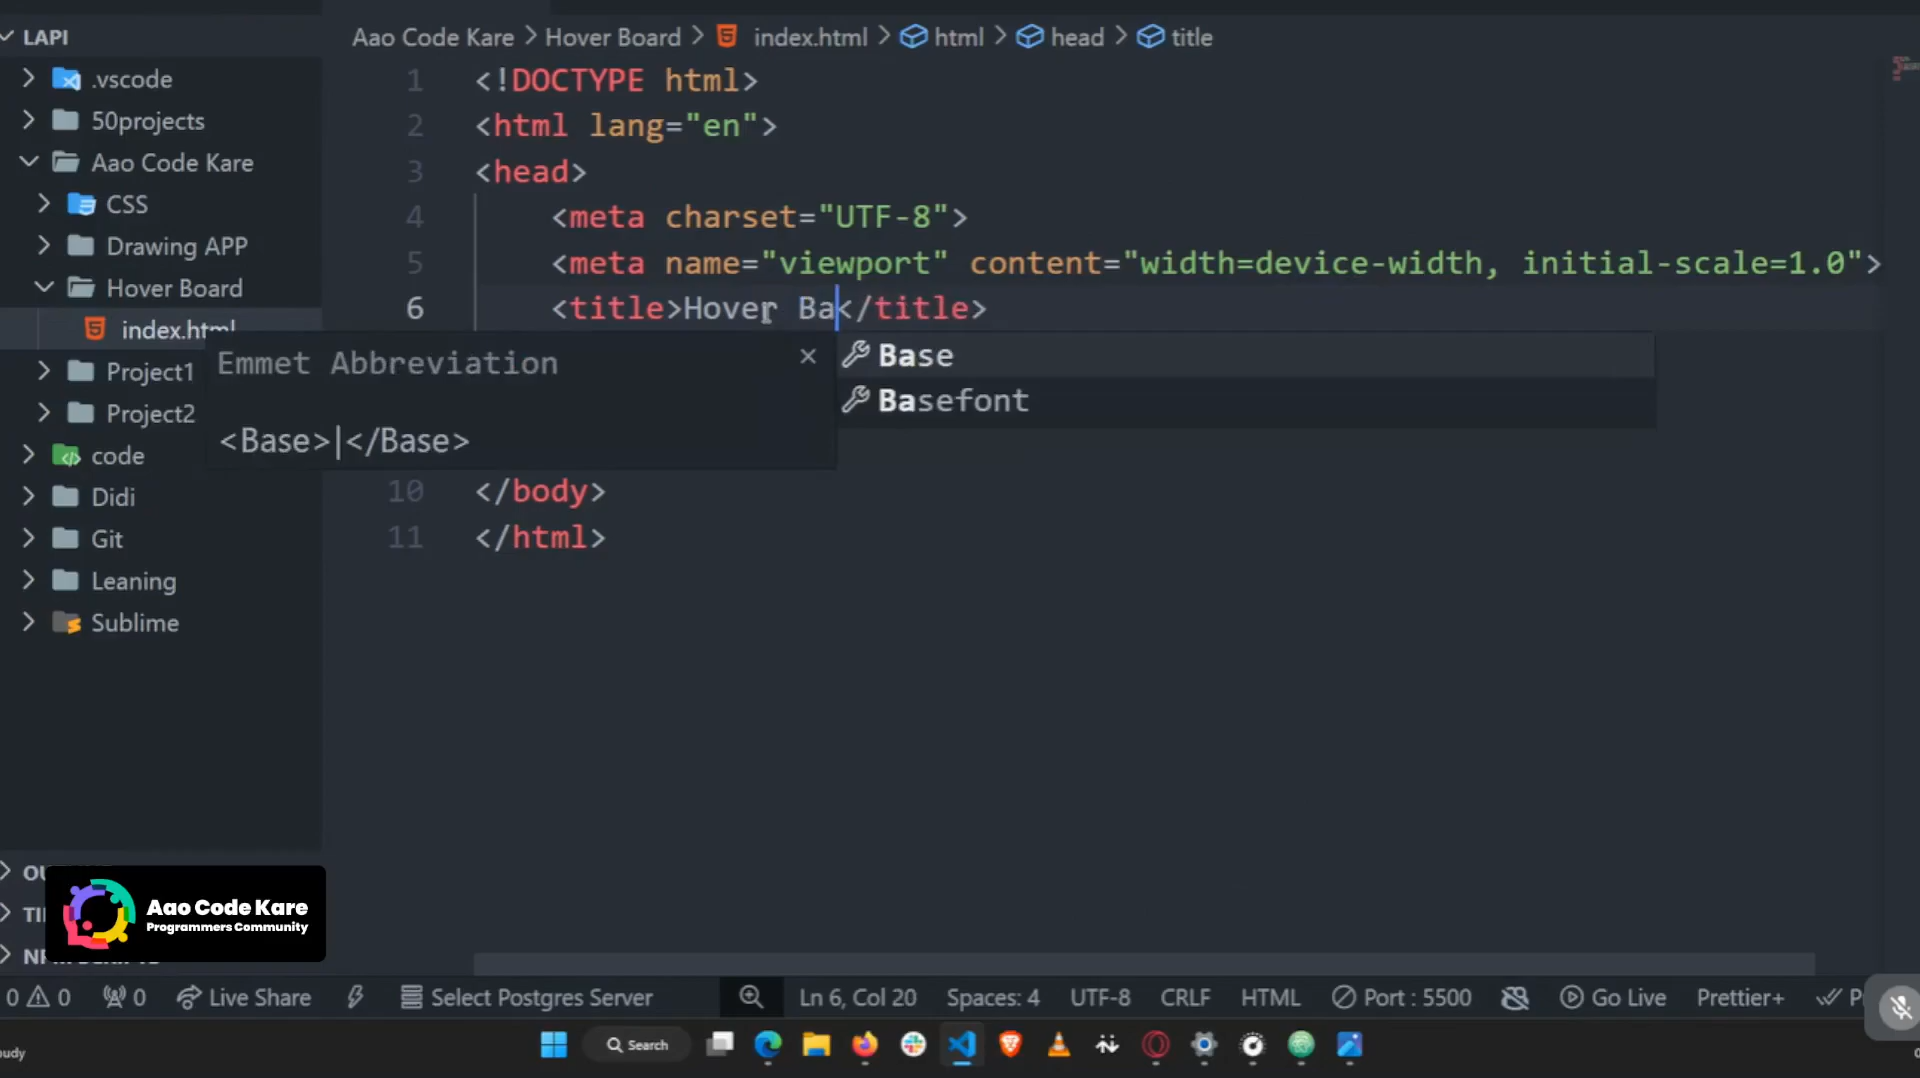 LAPI
.vscode
50projects
Aao Code Kare
CSS
Drawing APP
Hover Board
index.html
Project1
Project2
code
Didi
Git
Leaning
Sublime
Aao Code Kare > Hover Board > index.html > html > head > title
1 <!DOCTYPE html>
2 <html lang="en">
3 <head>
4 <meta charset="UTF-8">
5 <meta name="viewport" content="width=device-width, initial-scale=1.0">
6 <title>Hover Ba</title>
Emmet Abbreviation
<Base>|</Base>
Base
Basefont
10 </body>
11 </html>
Aao Code Kare
Programmers Community
0 0 0 Live Share Select Postgres Server Ln 6, Col 20 Spaces: 4 UTF-8 CRLF HTML Port : 5500 Go Live Prettier+
Search